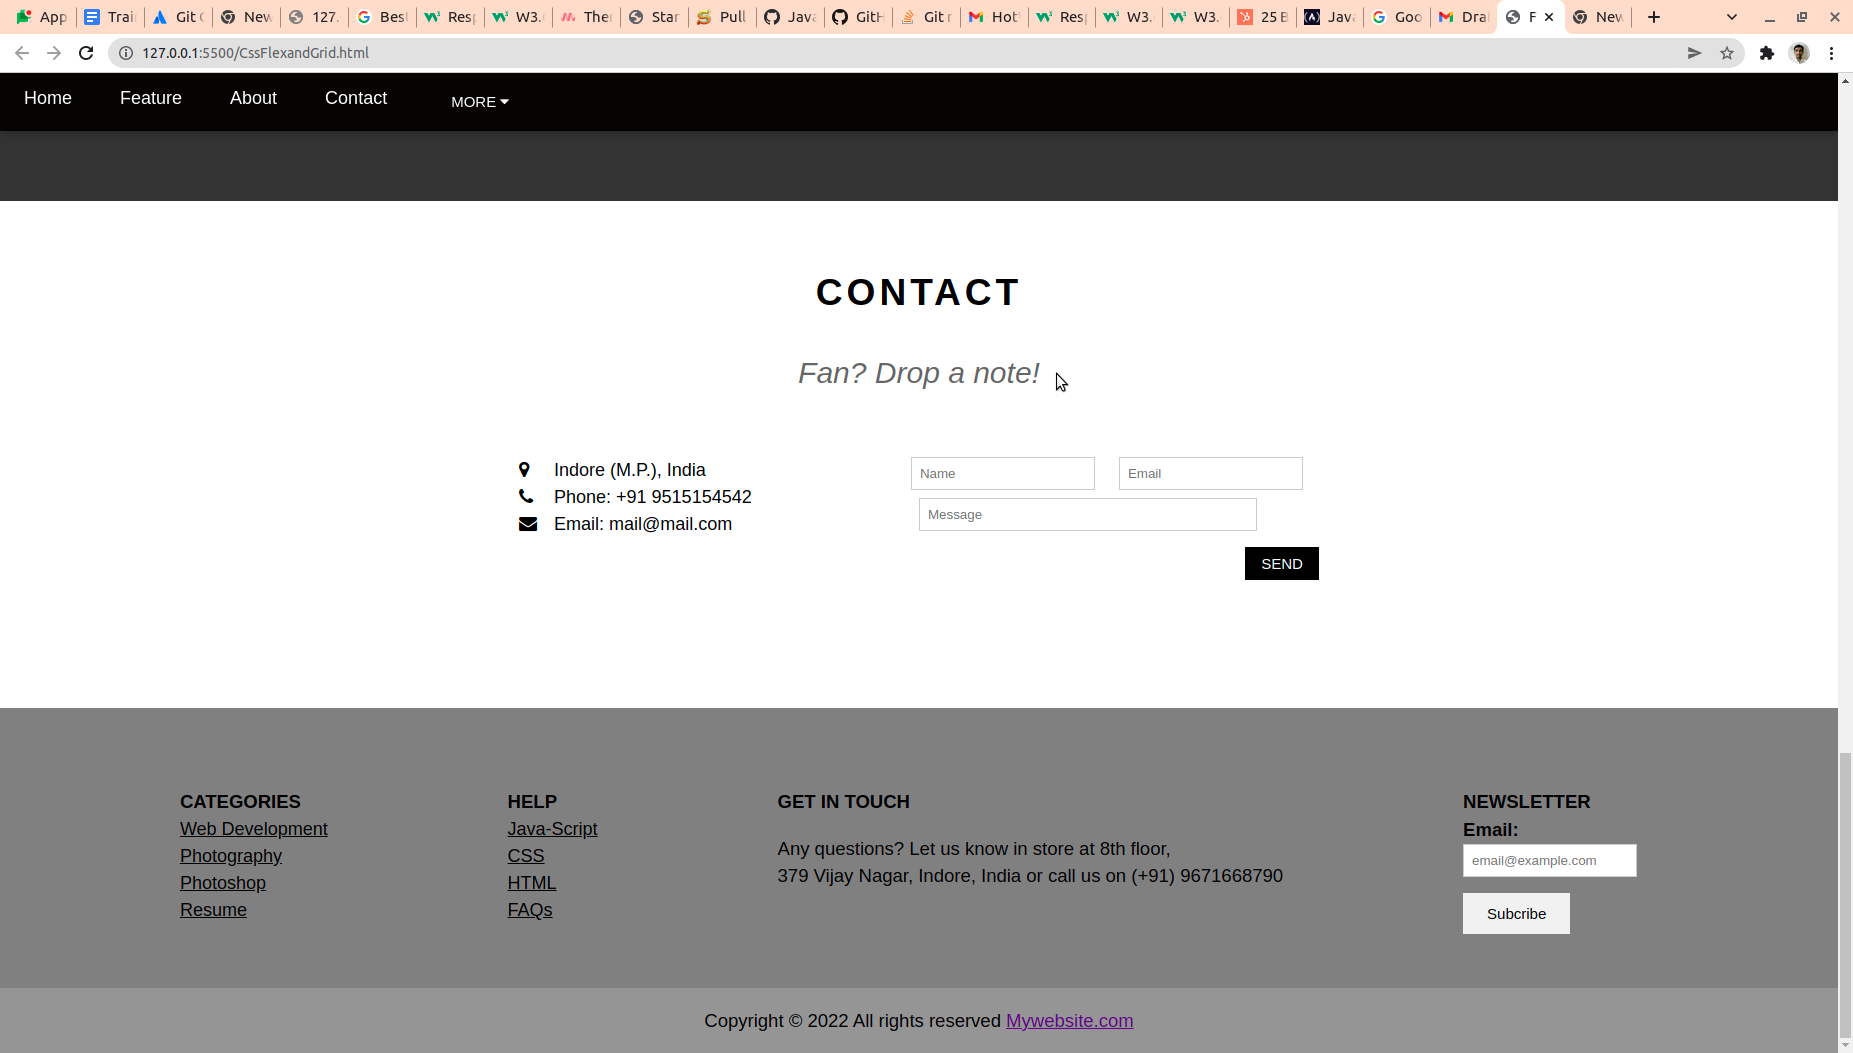 App Trai Git New 127. Best Resp W3. Ther Star Pull Java GitH Git r Hot Resp W3. W3. 25 B Java Goo Dra F New
127.0.0.1:5500/CssFlexandGrid.html
Home Feature About Contact MORE
CONTACT
Fan? Drop a note!
Indore (M.P.), India
Phone: +91 9515154542
Email: mail@mail.com
Name Email
Message
SEND
CATEGORIES
Web Development
Photography
Photoshop
Resume
HELP
Java-Script
CSS
HTML
FAQs
GET IN TOUCH
Any questions? Let us know in store at 8th floor,
379 Vijay Nagar, Indore, India or call us on (+91) 9671668790
NEWSLETTER
Email:
email@example.com
Subcribe
Copyright © 2022 All rights reserved Mywebsite.com